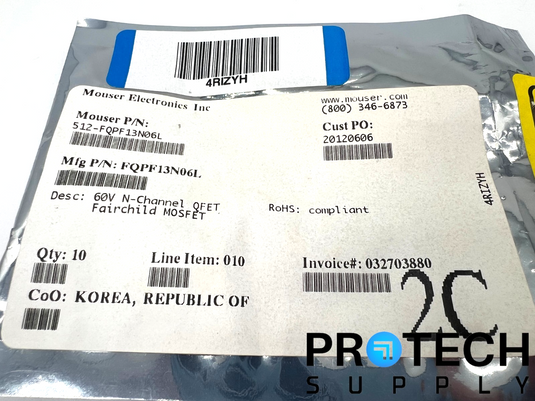 4RIZYH
Mouser Electronics Inc
www.mouser.com
(800) 346-6873
Mouser P/N:
512-FQPF13N06L
Cust PO:
20120606
Mfg P/N: FQPF13N06L
4RIZYH
Desc: 60V N-Channel QFET
Fairchild MOSFET
RoHS: compliant
Qty: 10
Line Item: 010
Invoice#: 032703880
CoO: KOREA, REPUBLIC OF
2C
PROTECH
SUPPLY